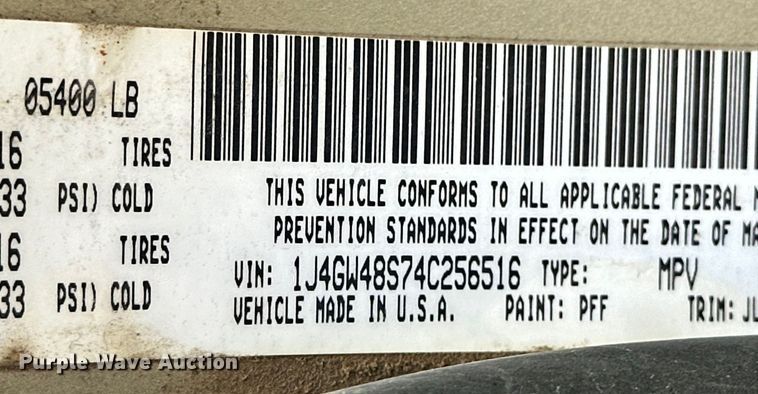 05400 LB
16 TIRES
33 PSI) COLD
16 TIRES
33 PSI) COLD
THIS VEHICLE CONFORMS TO ALL APPLICABLE FEDERAL
PREVENTION STANDARDS IN EFFECT ON THE DATE OF MA
VIN: 1J4GW48S74C256516 TYPE: MPV
VEHICLE MADE IN U.S.A. PAINT: PFF TRIM: JL
Purple Wave Auction